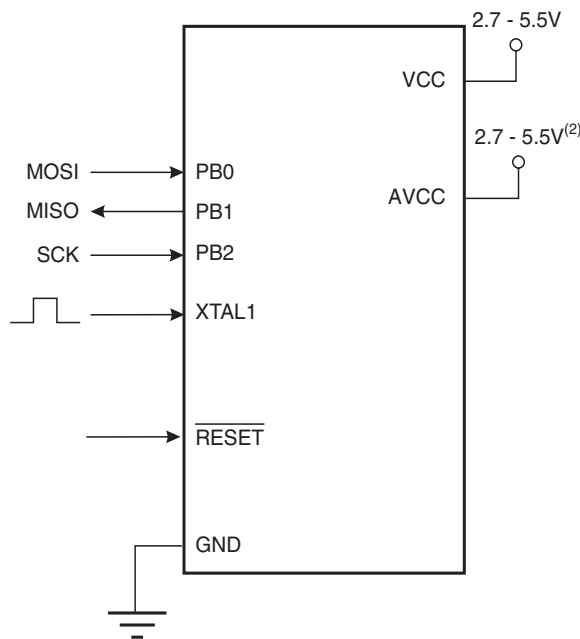 2.7 - 5.5V
VCC
2.7 - 5.5V(2)
AVCC
MOSI PB0
MISO PB1
SCK PB2
XTAL1
RESET
GND